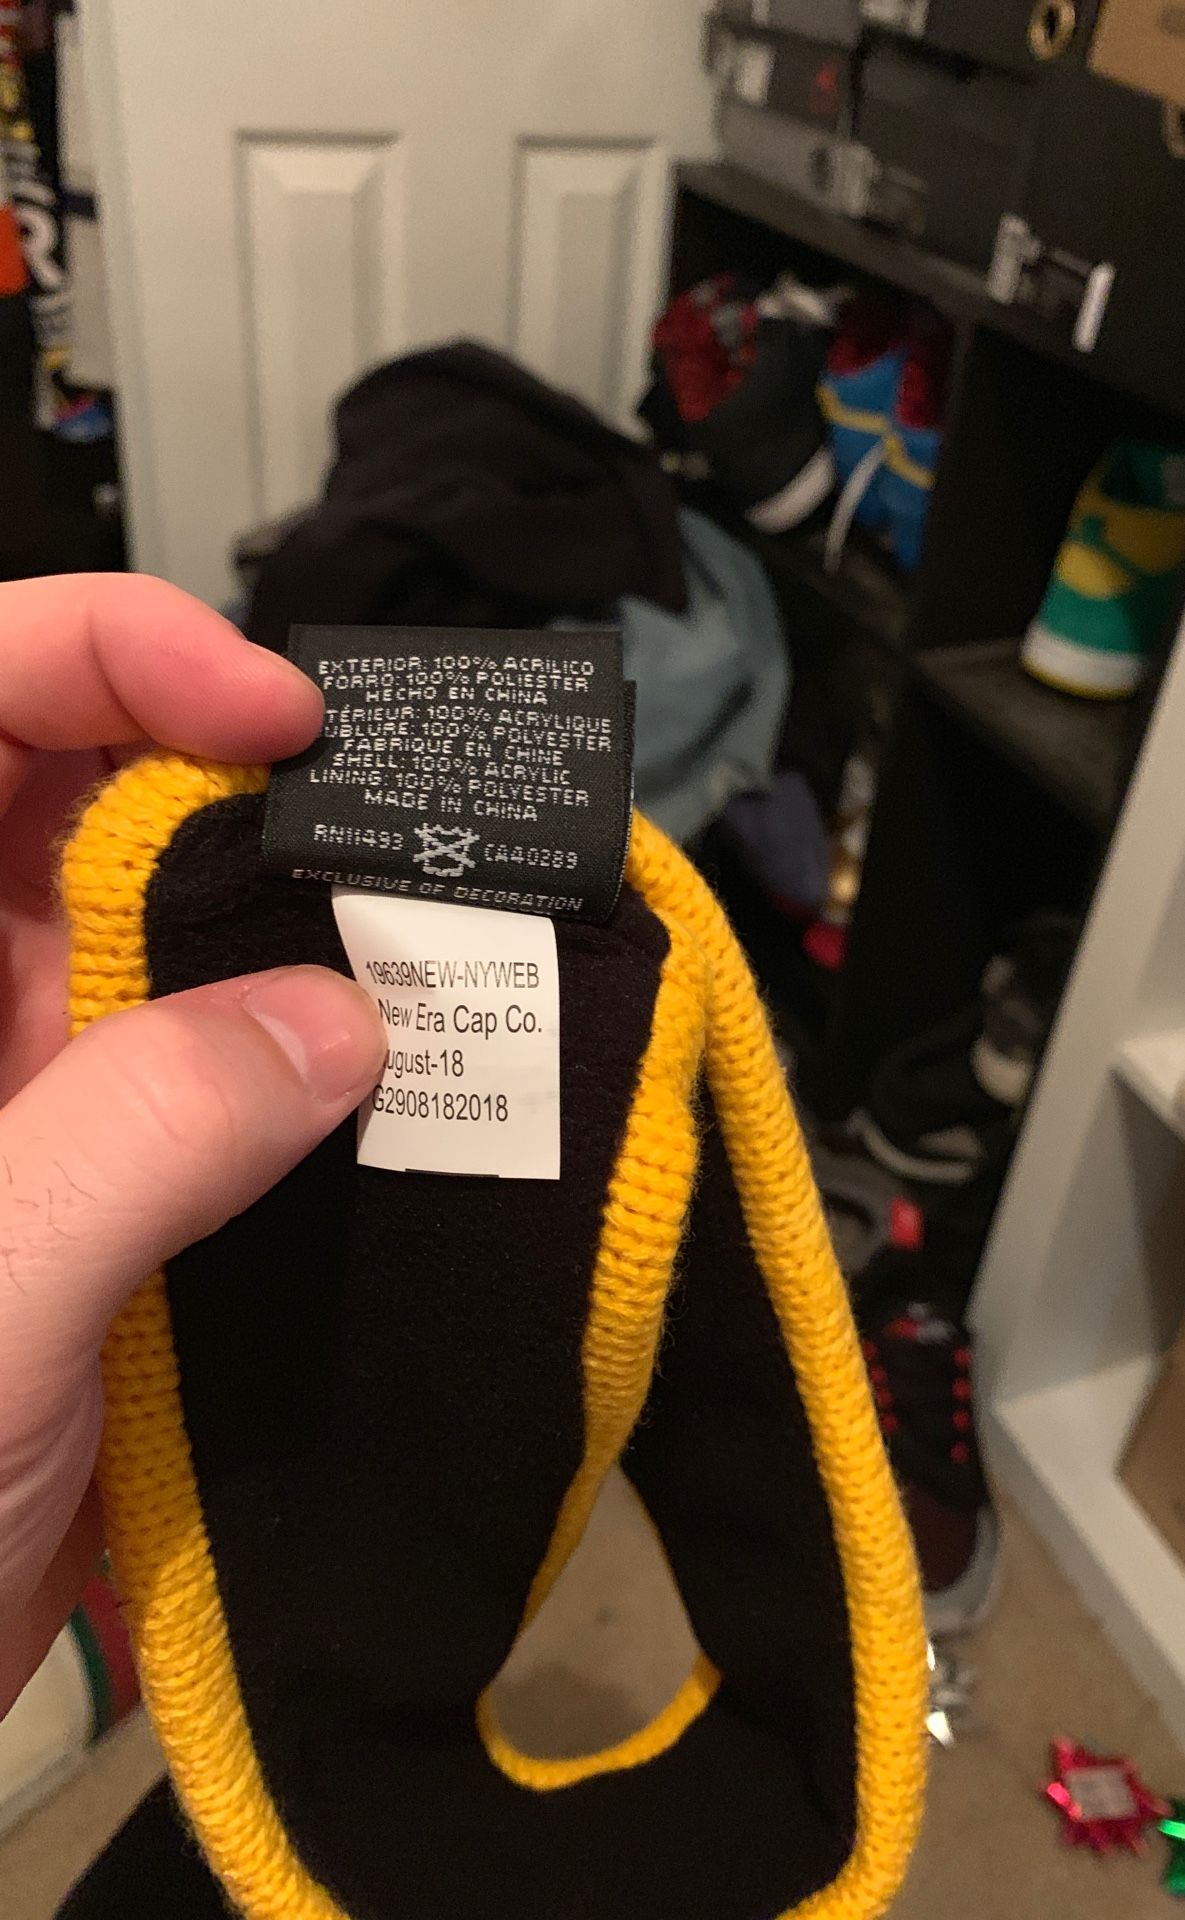 EXTERIOR: 100% ACRILICO
FORRO: 100% POLIESTER
HECHO EN CHINA
TÉRIEUR: 100% ACRYLIQUE
UBLURE: 100% POLYESTER
FABRIQUE EN CHINE
SHELL: 100% ACRYLIC
LINING: 100% POLYESTER
MADE IN CHINA
RN11493 CA40289
EXCLUSIVE OF DECORATION
19639NEW-NYWEB
New Era Cap Co.
ugust-18
G2908182018